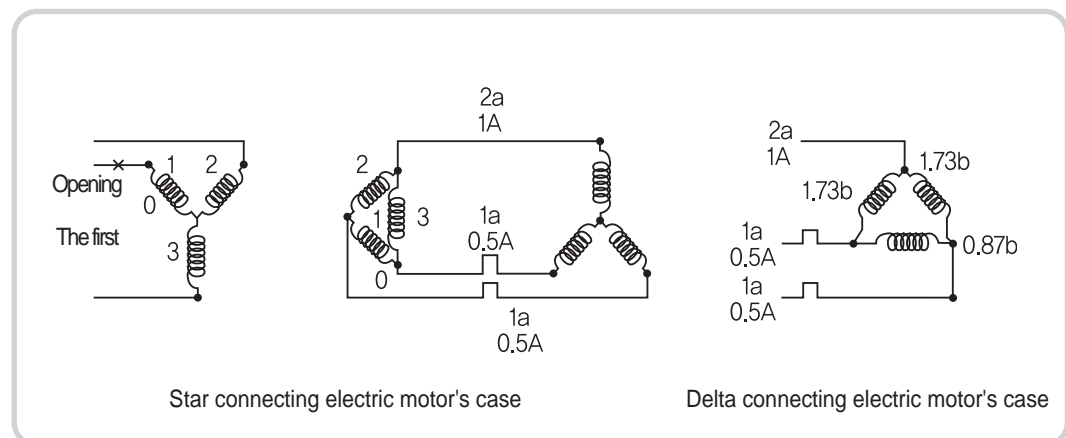 1
2
Opening
0
The first
3
2a
1A
2
1
3
0
1a
0.5A
1a
0.5A
2a
1A
1.73b
1.73b
1a
0.5A
0.87b
1a
0.5A
Star connecting electric motor's case
Delta connecting electric motor's case